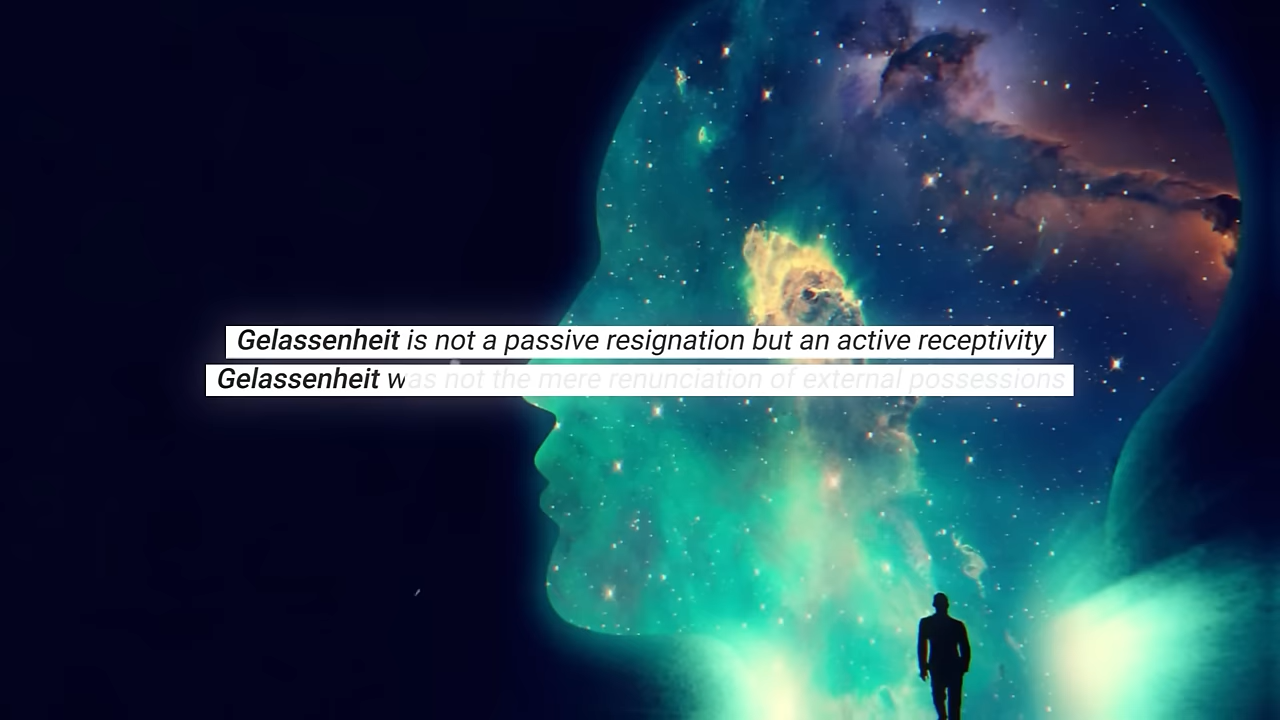 Gelassenheit is not a passive resignation but an active receptivity
Gelassenheit was not the mere renunciation of external possessions